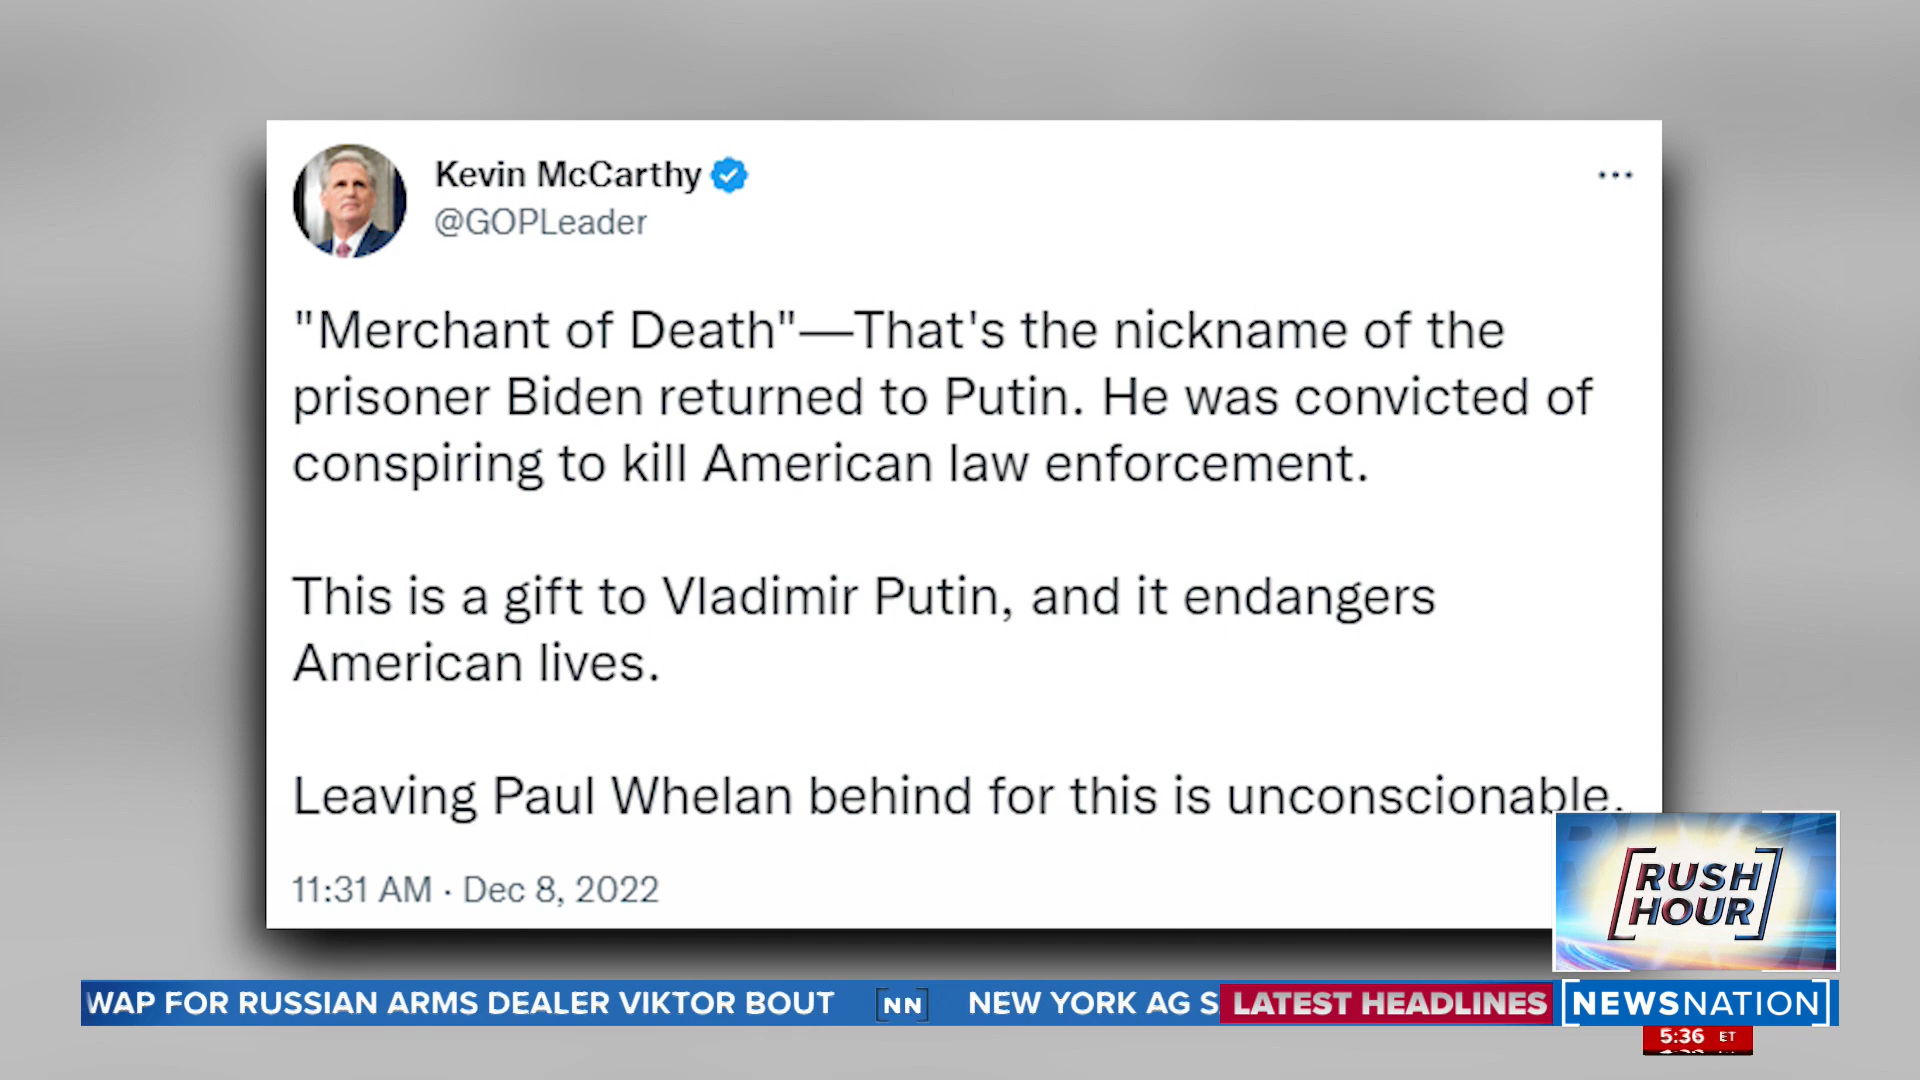 Kevin McCarthy
@GOPLeader
"Merchant of Death"—That's the nickname of the
prisoner Biden returned to Putin. He was convicted of
conspiring to kill American law enforcement.
This is a gift to Vladimir Putin, and it endangers
American lives.
Leaving Paul Whelan behind for this is unconscionable.
11:31 AM · Dec 8, 2022
RUSH
HOUR
WAP FOR RUSSIAN ARMS DEALER VIKTOR BOUT [NN] NEW YORK AG S LATEST HEADLINES [NEWSNATION]
5:36 ET